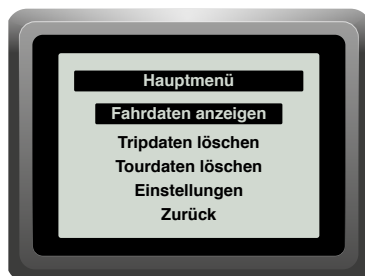 Hauptmenü
Fahrdaten anzeigen
Tripdaten löschen
Tourdaten löschen
Einstellungen
Zurück